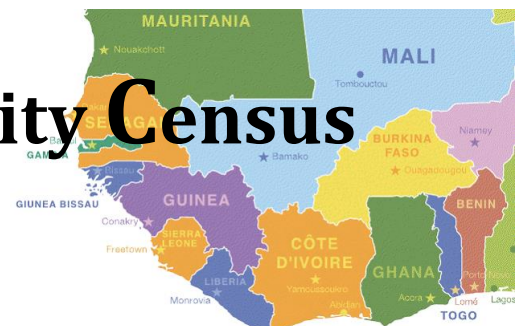 MAURITANIA
Nouakchott
MALI
Tombouctou
ity Census
SENEGAL
Niamey
BURKINA
FASO
Ouagadougou
Bamako
Bissau
GUINEA
BENIN
GIUNEA BISSAU
Conakry
SIERRA
LEONE
Freetown
CÔTE
D'IVOIRE
GHANA
LIBERIA
Yamoussoukro
Monrovia
Abidjan
Accra
Lomé
Porto Novo
Lagos
TOGO